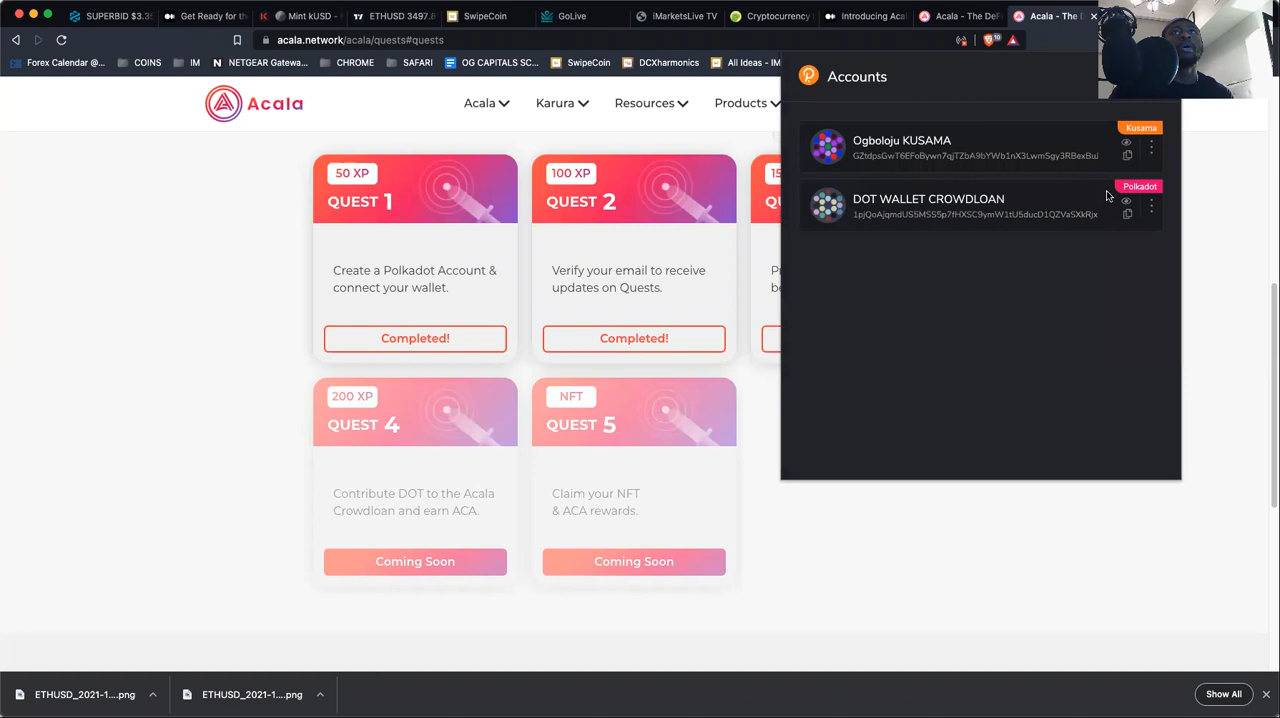 SUPERBID $3.3
Get Ready for the
Mint kUSD -
ETHUSD 3497.8
SwipeCoin
GoLive
iMarketsLive TV
Cryptocurrency
Introducing Aca
Acala - The DeF
Acala - The D
acala.network/acala/quests#quests
10
Forex Calendar @...
COINS
IM
NETGEAR Gatewa...
CHROME
SAFARI
OG CAPITALS SC...
SwipeCoin
DCXharmonics
All Ideas - IM
Accounts
Acala
Acala
Karura
Resources
Products
Kusama
Ogboloju KUSAMA
Polkadot
DOT WALLET CROWDLOAN
50 XP
QUEST 1
100 XP
QUEST 2
15
Create a Polkadot Account &
connect your wallet.
Verify your email to receive
updates on Quests.
Completed!
Completed!
200 XP
QUEST 4
NFT
QUEST 5
Contribute DOT to the Acala
Crowdloan and earn ACA.
Claim your NFT
& ACA rewards.
Coming Soon
Coming Soon
ETHUSD_2021-1....png
ETHUSD_2021-1....png
Show All